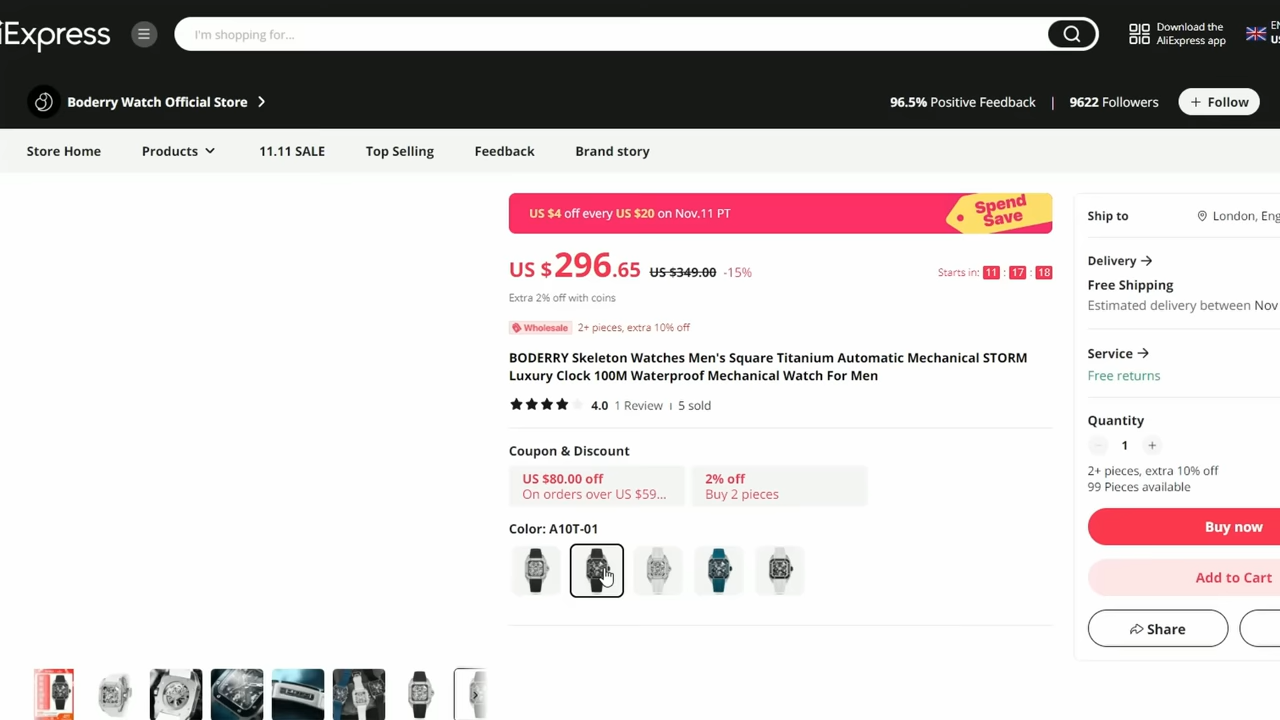 iExpress
I'm shopping for...
Download the
AliExpress app
EN
US
Boderry Watch Official Store
96.5% Positive Feedback | 9622 Followers
+ Follow
Store Home
Products
11.11 SALE
Top Selling
Feedback
Brand story
US $4 off every US $20 on Nov.11 PT
Spend
Save
US $296.65 US $349.00 -15%
Starts in: 11 : 17 : 18
Extra 2% off with coins
Wholesale 2+ pieces, extra 10% off
BODERRY Skeleton Watches Men's Square Titanium Automatic Mechanical STORM
Luxury Clock 100M Waterproof Mechanical Watch For Men
4.0 1 Review | 5 sold
Coupon & Discount
US $80.00 off
On orders over US $59...
2% off
Buy 2 pieces
Color: A10T-01
Ship to
London, Eng
Delivery
Free Shipping
Estimated delivery between Nov
Service
Free returns
Quantity
- 1 +
2+ pieces, extra 10% off
99 Pieces available
Buy now
Add to Cart
Share